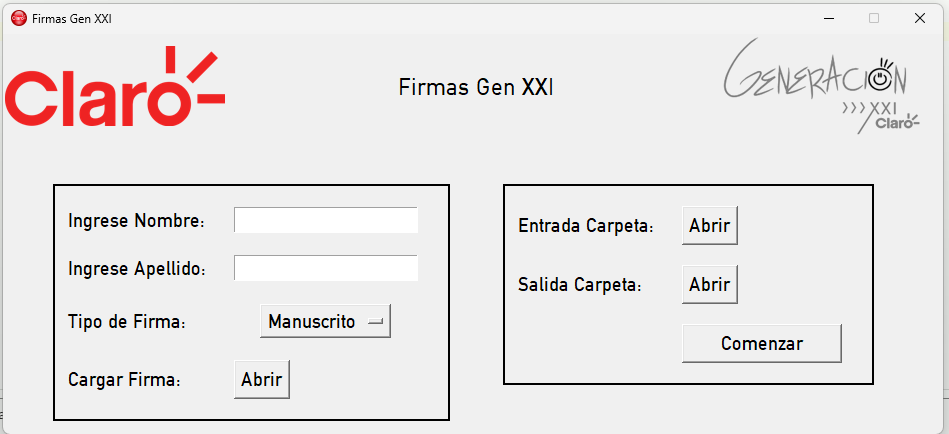 Firmas Gen XXI
Claro
Firmas Gen XXI
GENERACIÓN
XXI
Claro
Ingrese Nombre:
Ingrese Apellido:
Tipo de Firma: Manuscrito
Cargar Firma: Abrir
Entrada Carpeta: Abrir
Salida Carpeta: Abrir
Comenzar